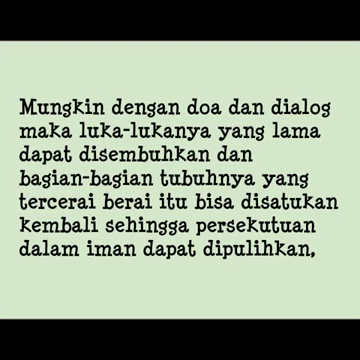 Mungkin dengan doa dan dialog
maka luka-lukanya yang lama
dapat disembuhkan dan
bagian-bagian tubuhnya yang
tercerai berai itu bisa disatukan
kembali sehingga persekutuan
dalam iman dapat dipulihkan,